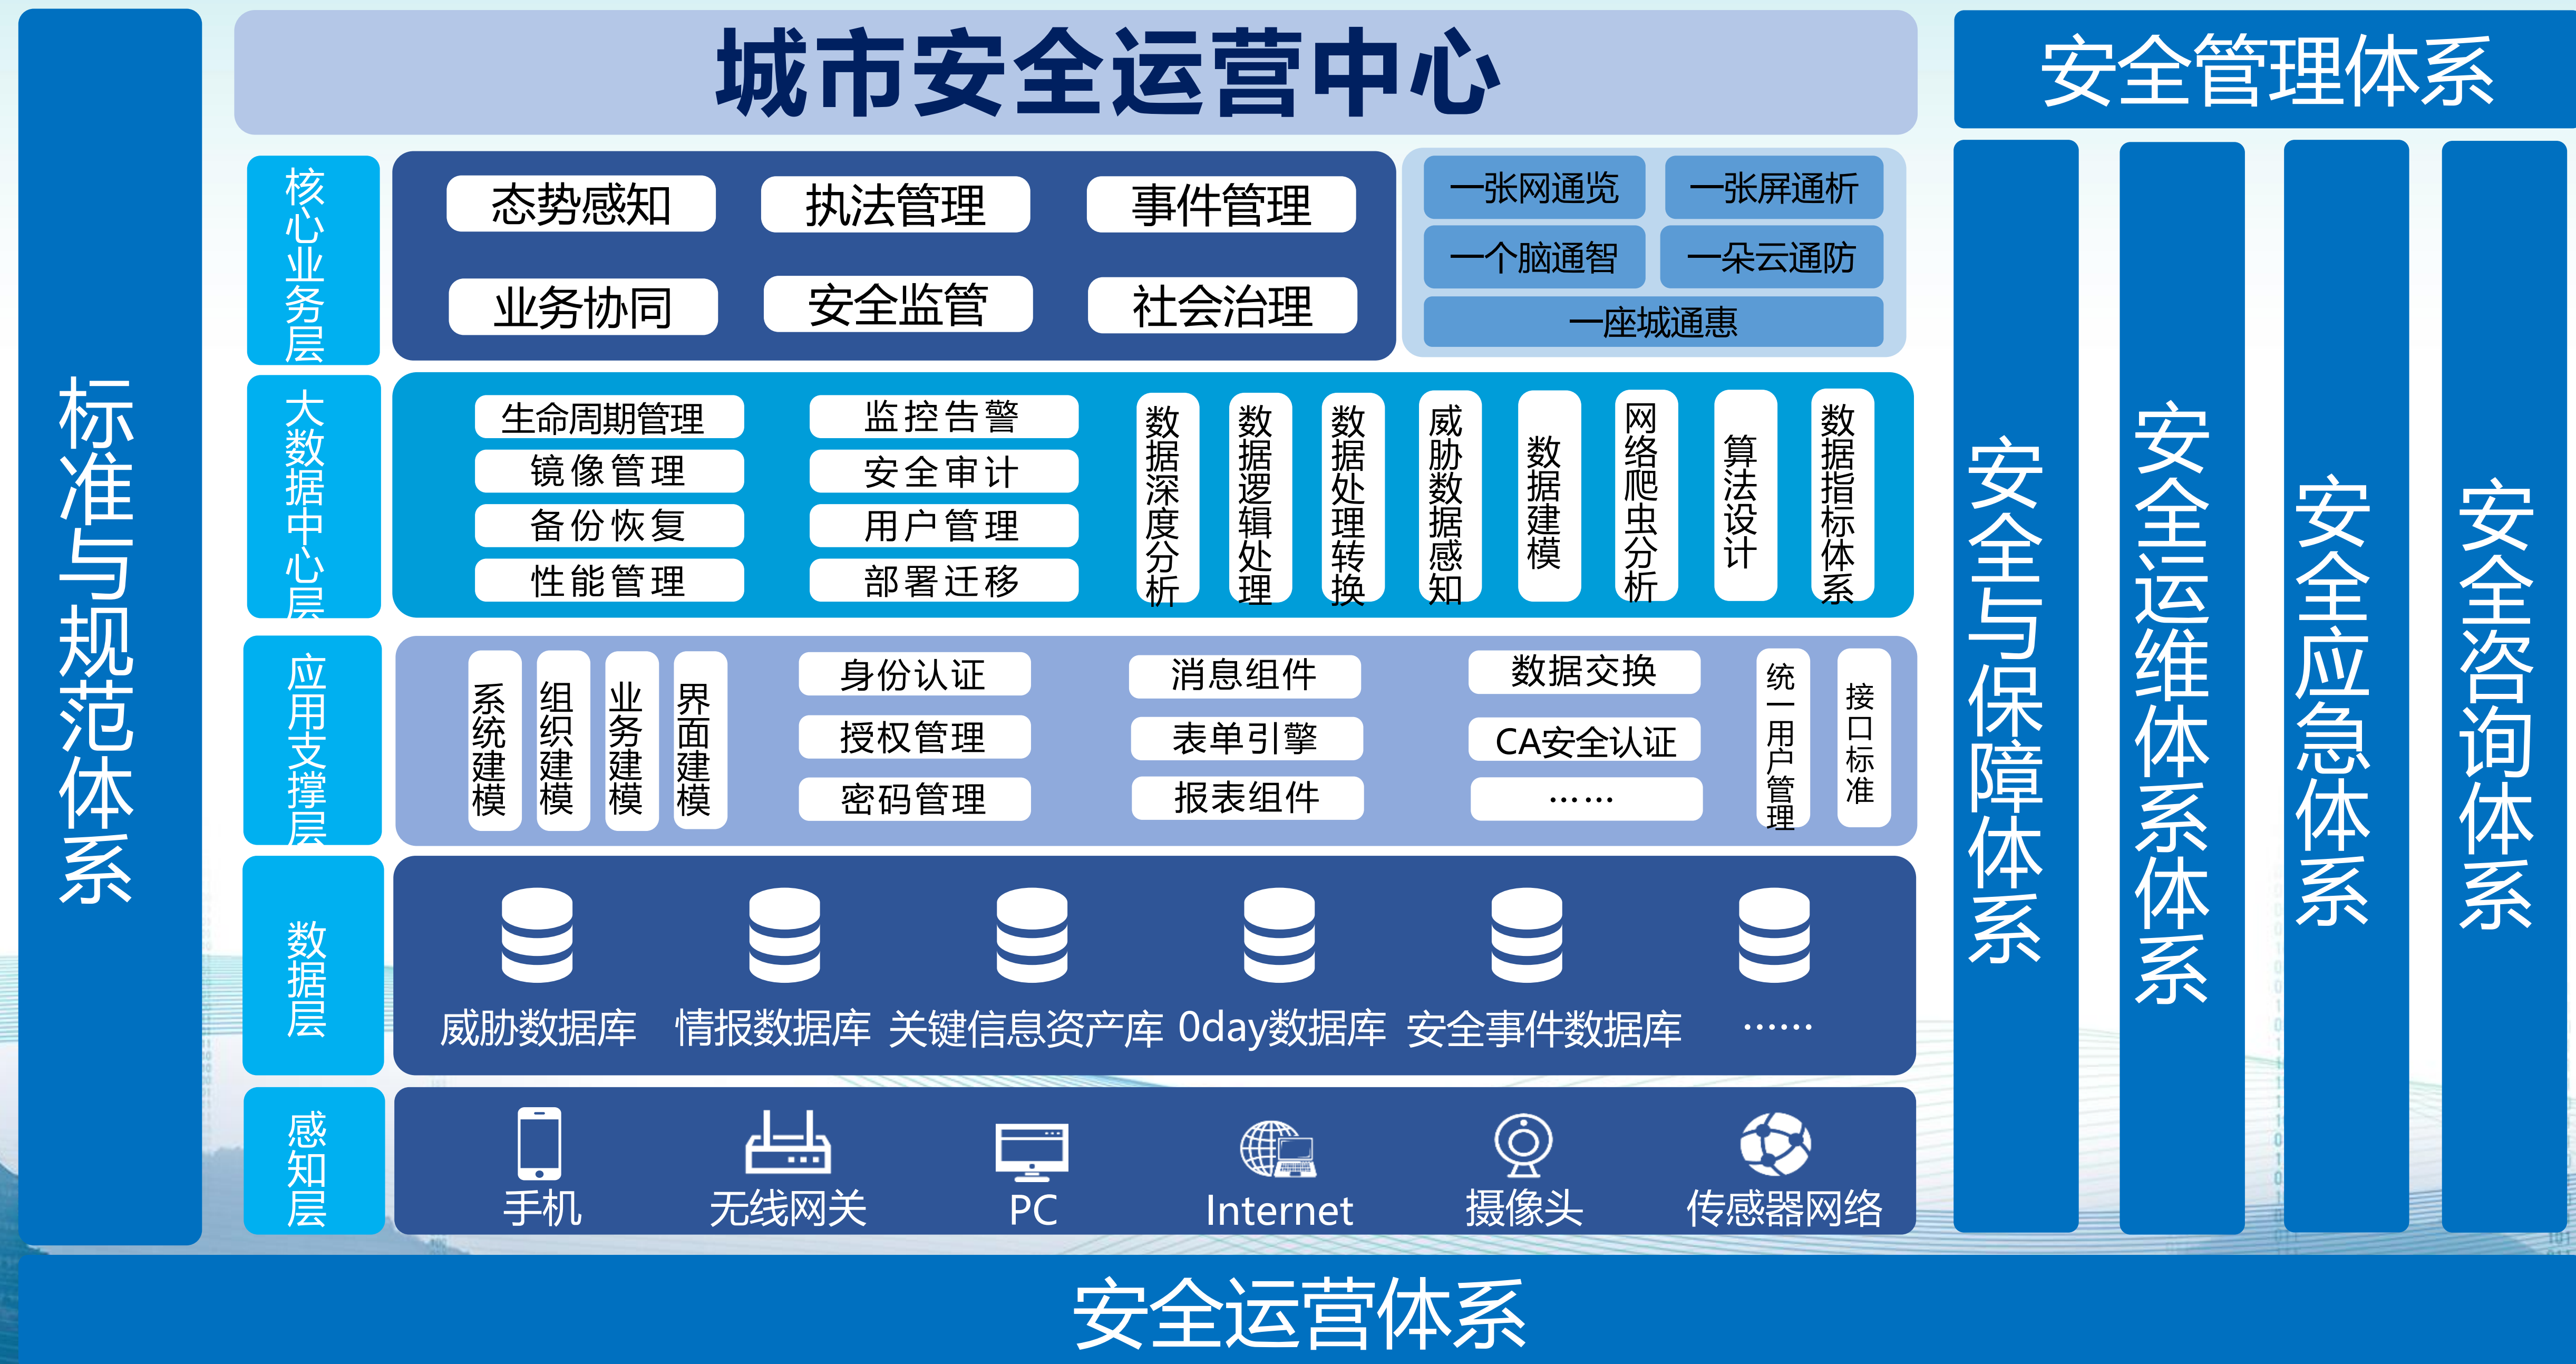 标准与规范体系
城市安全运营中心
核心业务层
态势感知
执法管理
事件管理
业务协同
安全监管
社会治理
一张网通览
一张屏通析
一个脑通智
一朵云通防
一座城通惠
大数据中心层
生命周期管理
监控告警
镜像管理
安全审计
备份恢复
用户管理
性能管理
部署迁移
数据深度分析
数据逻辑处理
数据处理转换
威胁数据感知
数据建模
网络爬虫分析
算法设计
数据指标体系
应用支撑层
系统建模
组织建模
业务建模
界面建模
身份认证
授权管理
密码管理
消息组件
表单引擎
报表组件
数据交换
CA安全认证
……
统一用户管理
接口标准
数据层
威胁数据库
情报数据库
关键信息资产库
0day数据库
安全事件数据库
……
感知层
手机
无线网关
PC
Internet
摄像头
传感器网络
安全管理体系
安全与保障体系
安全运维体系体系
安全应急体系
安全咨询体系
安全运营体系